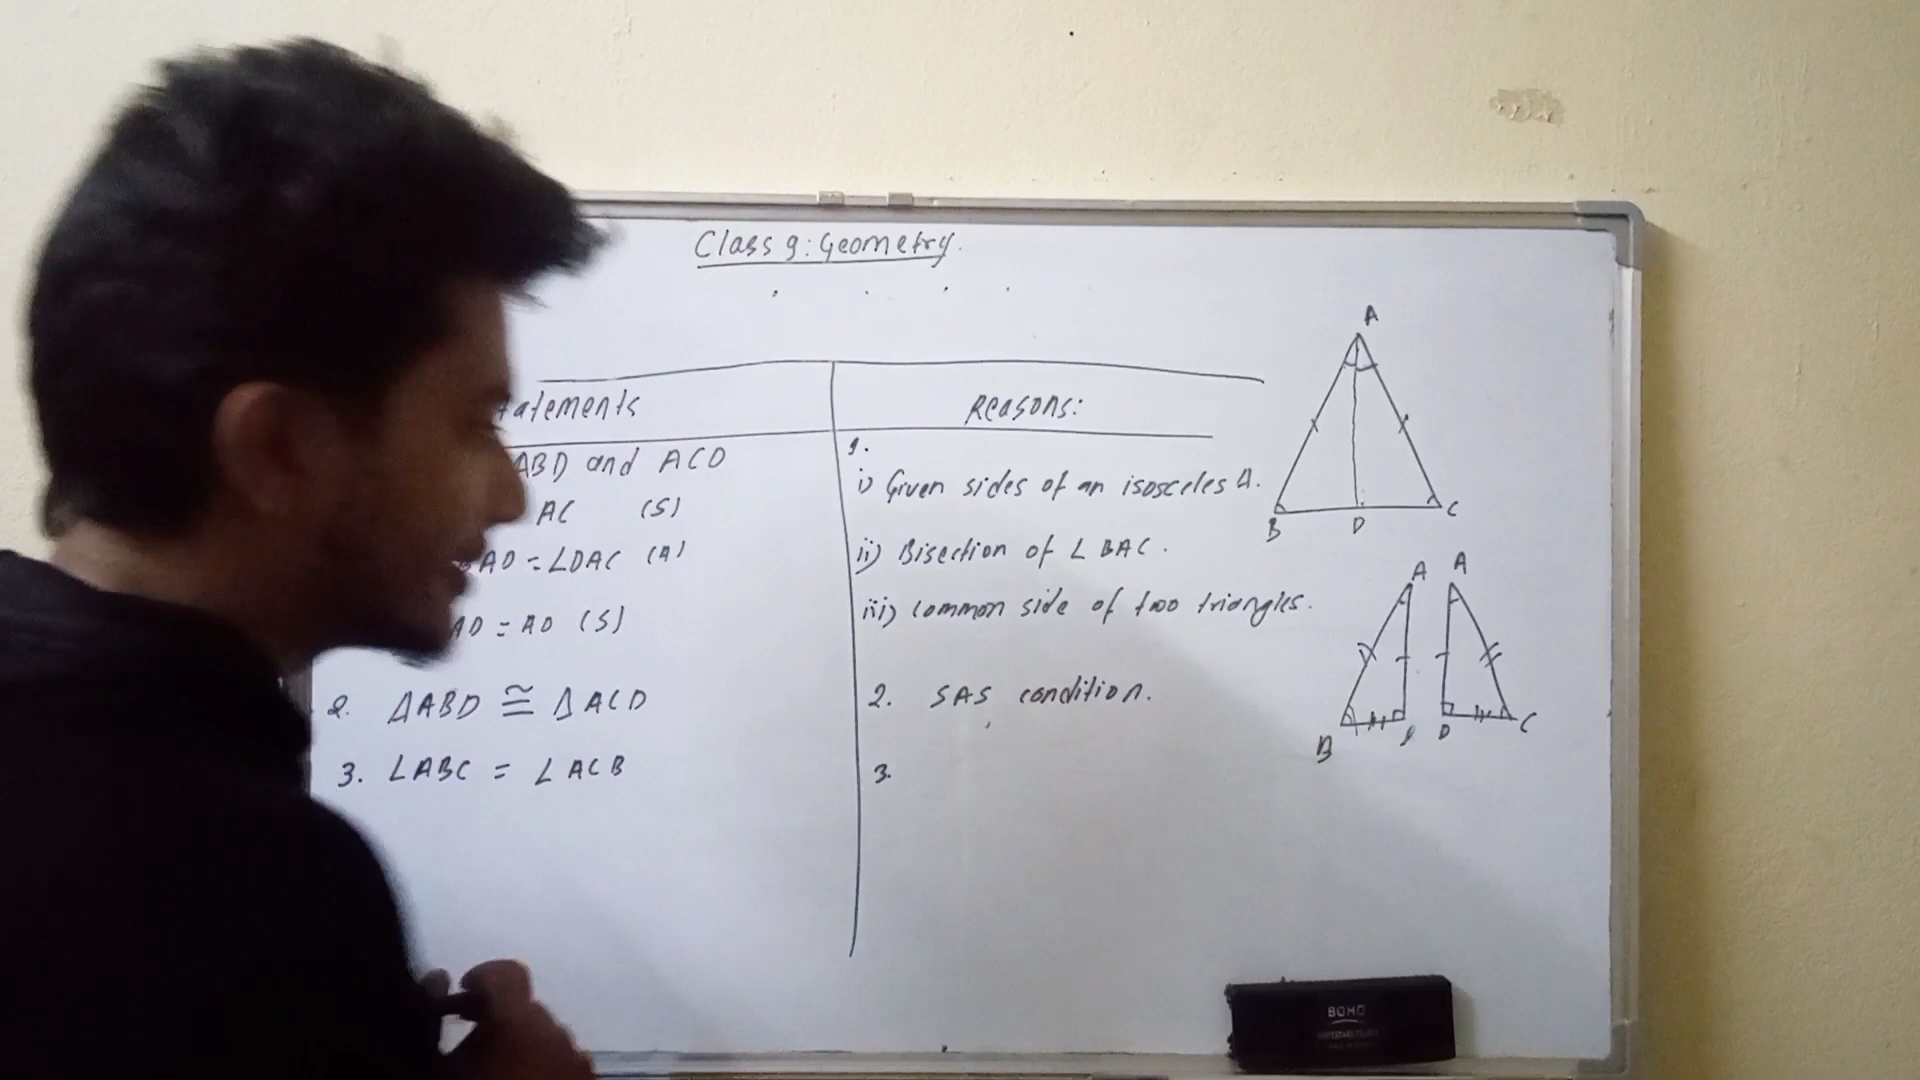 Class 9: Geometry.
atements
Reasons:
ABD and ACD
1.
AC (S)
i) Given sides of an isosceles Δ.
AD = ∠DAC (A)
ii) Bisection of ∠BAC.
AD = AD (S)
iii) Common side of two triangles.
2. ΔABD ≅ ΔACD
2. SAS condition.
3. ∠ABC = ∠ACB
3.
A
B D C
A A
B D D C
BOHO